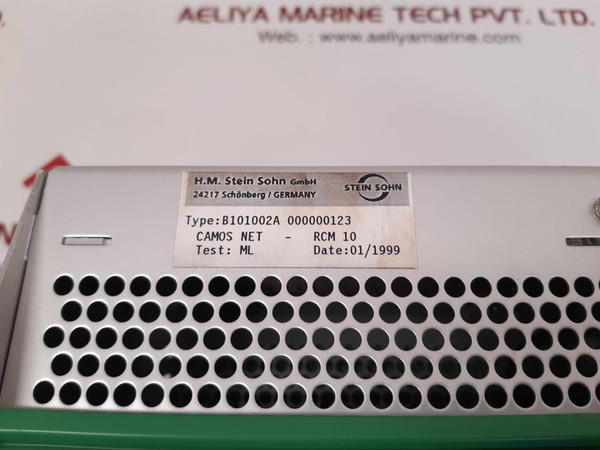 AELIYA MARINE TECH PVT. LTD.
Web. : www.aeliyamarine.com
H.M. Stein Sohn GmbH
24217 Schönberg / GERMANY
STEIN SOHN
Type:B101002A 000000123
CAMOS NET - RCM 10
Test: ML Date:01/1999